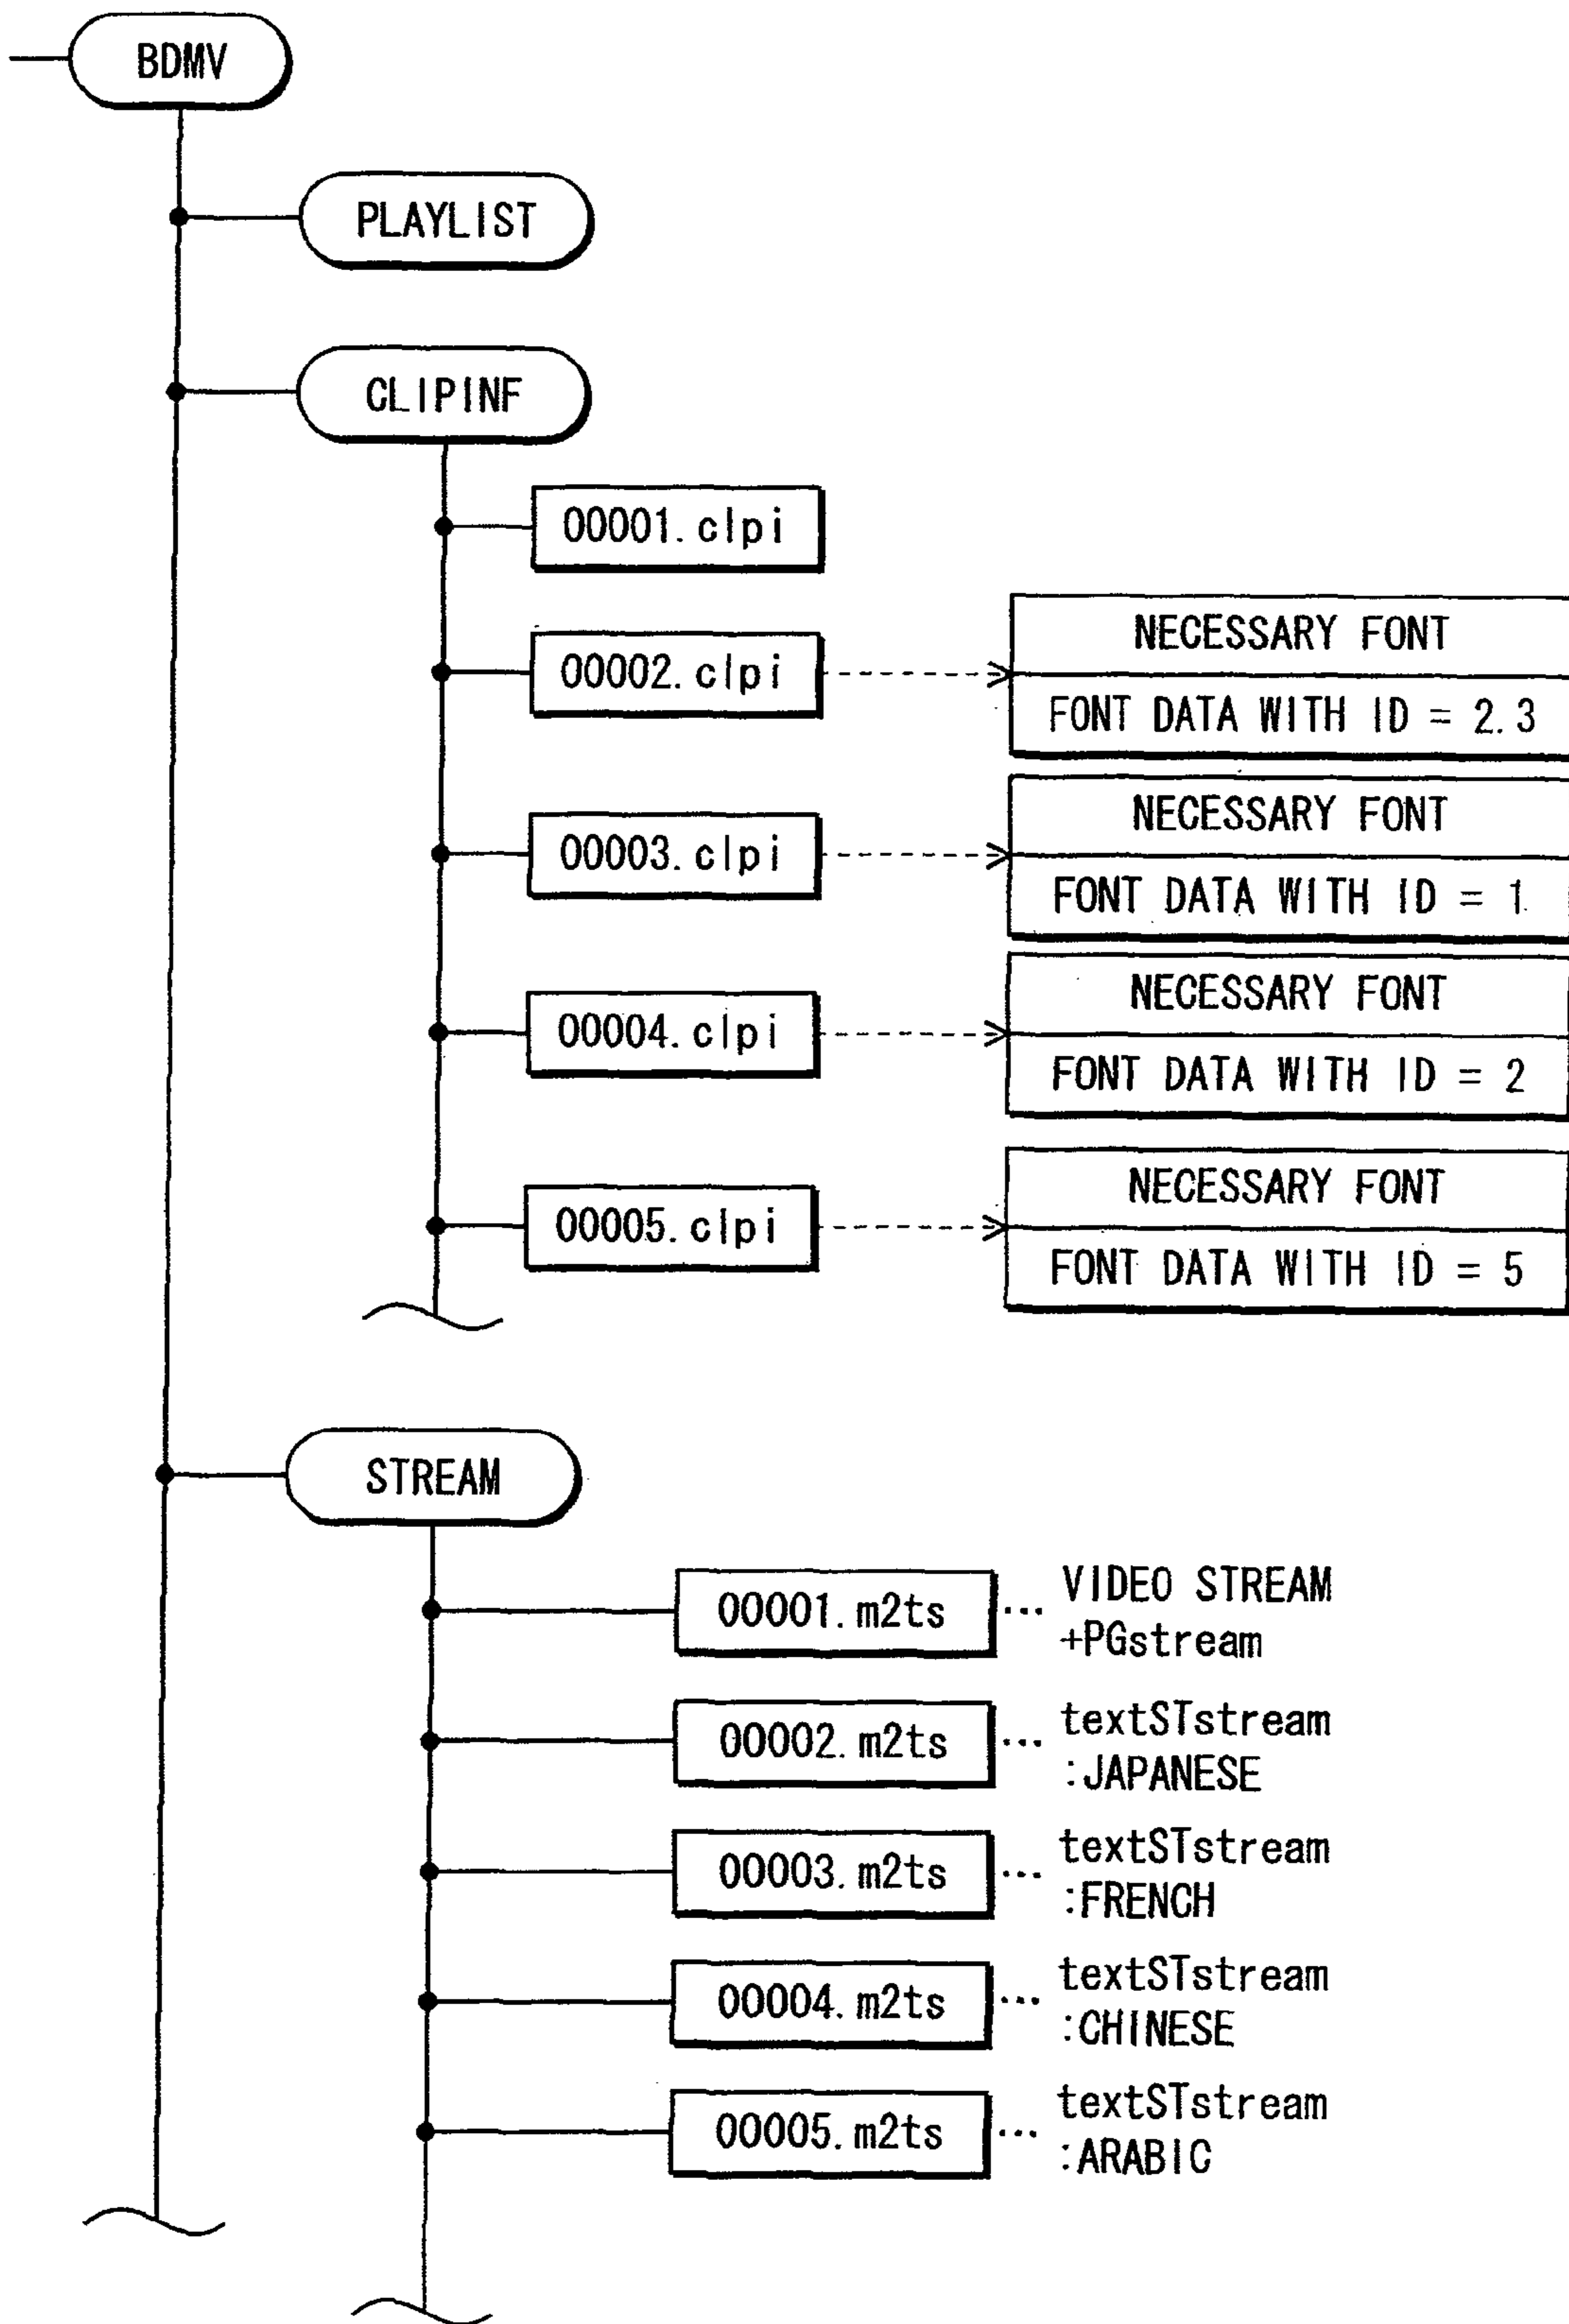 BDMV
PLAYLIST
CLIPINF
00001.clpi
00002.clpi
NECESSARY FONT
FONT DATA WITH ID = 2.3
00003.clpi
NECESSARY FONT
FONT DATA WITH ID = 1
00004.clpi
NECESSARY FONT
FONT DATA WITH ID = 2
00005.clpi
NECESSARY FONT
FONT DATA WITH ID = 5
STREAM
00001.m2ts ... VIDEO STREAM
+PGstream
00002.m2ts ... textSTstream
:JAPANESE
00003.m2ts ... textSTstream
:FRENCH
00004.m2ts ... textSTstream
:CHINESE
00005.m2ts ... textSTstream
:ARABIC